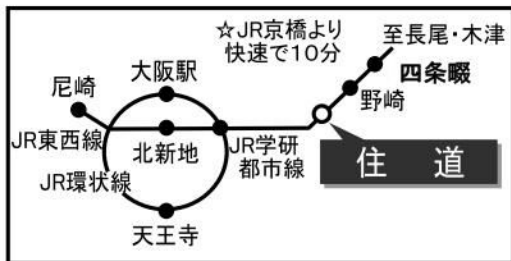 ☆JR京橋より
快速で10分
至長尾・木津
四条畷
野崎
大阪駅
尼崎
JR東西線
北新地
JR学研
都市線
住道
JR環状線
天王寺